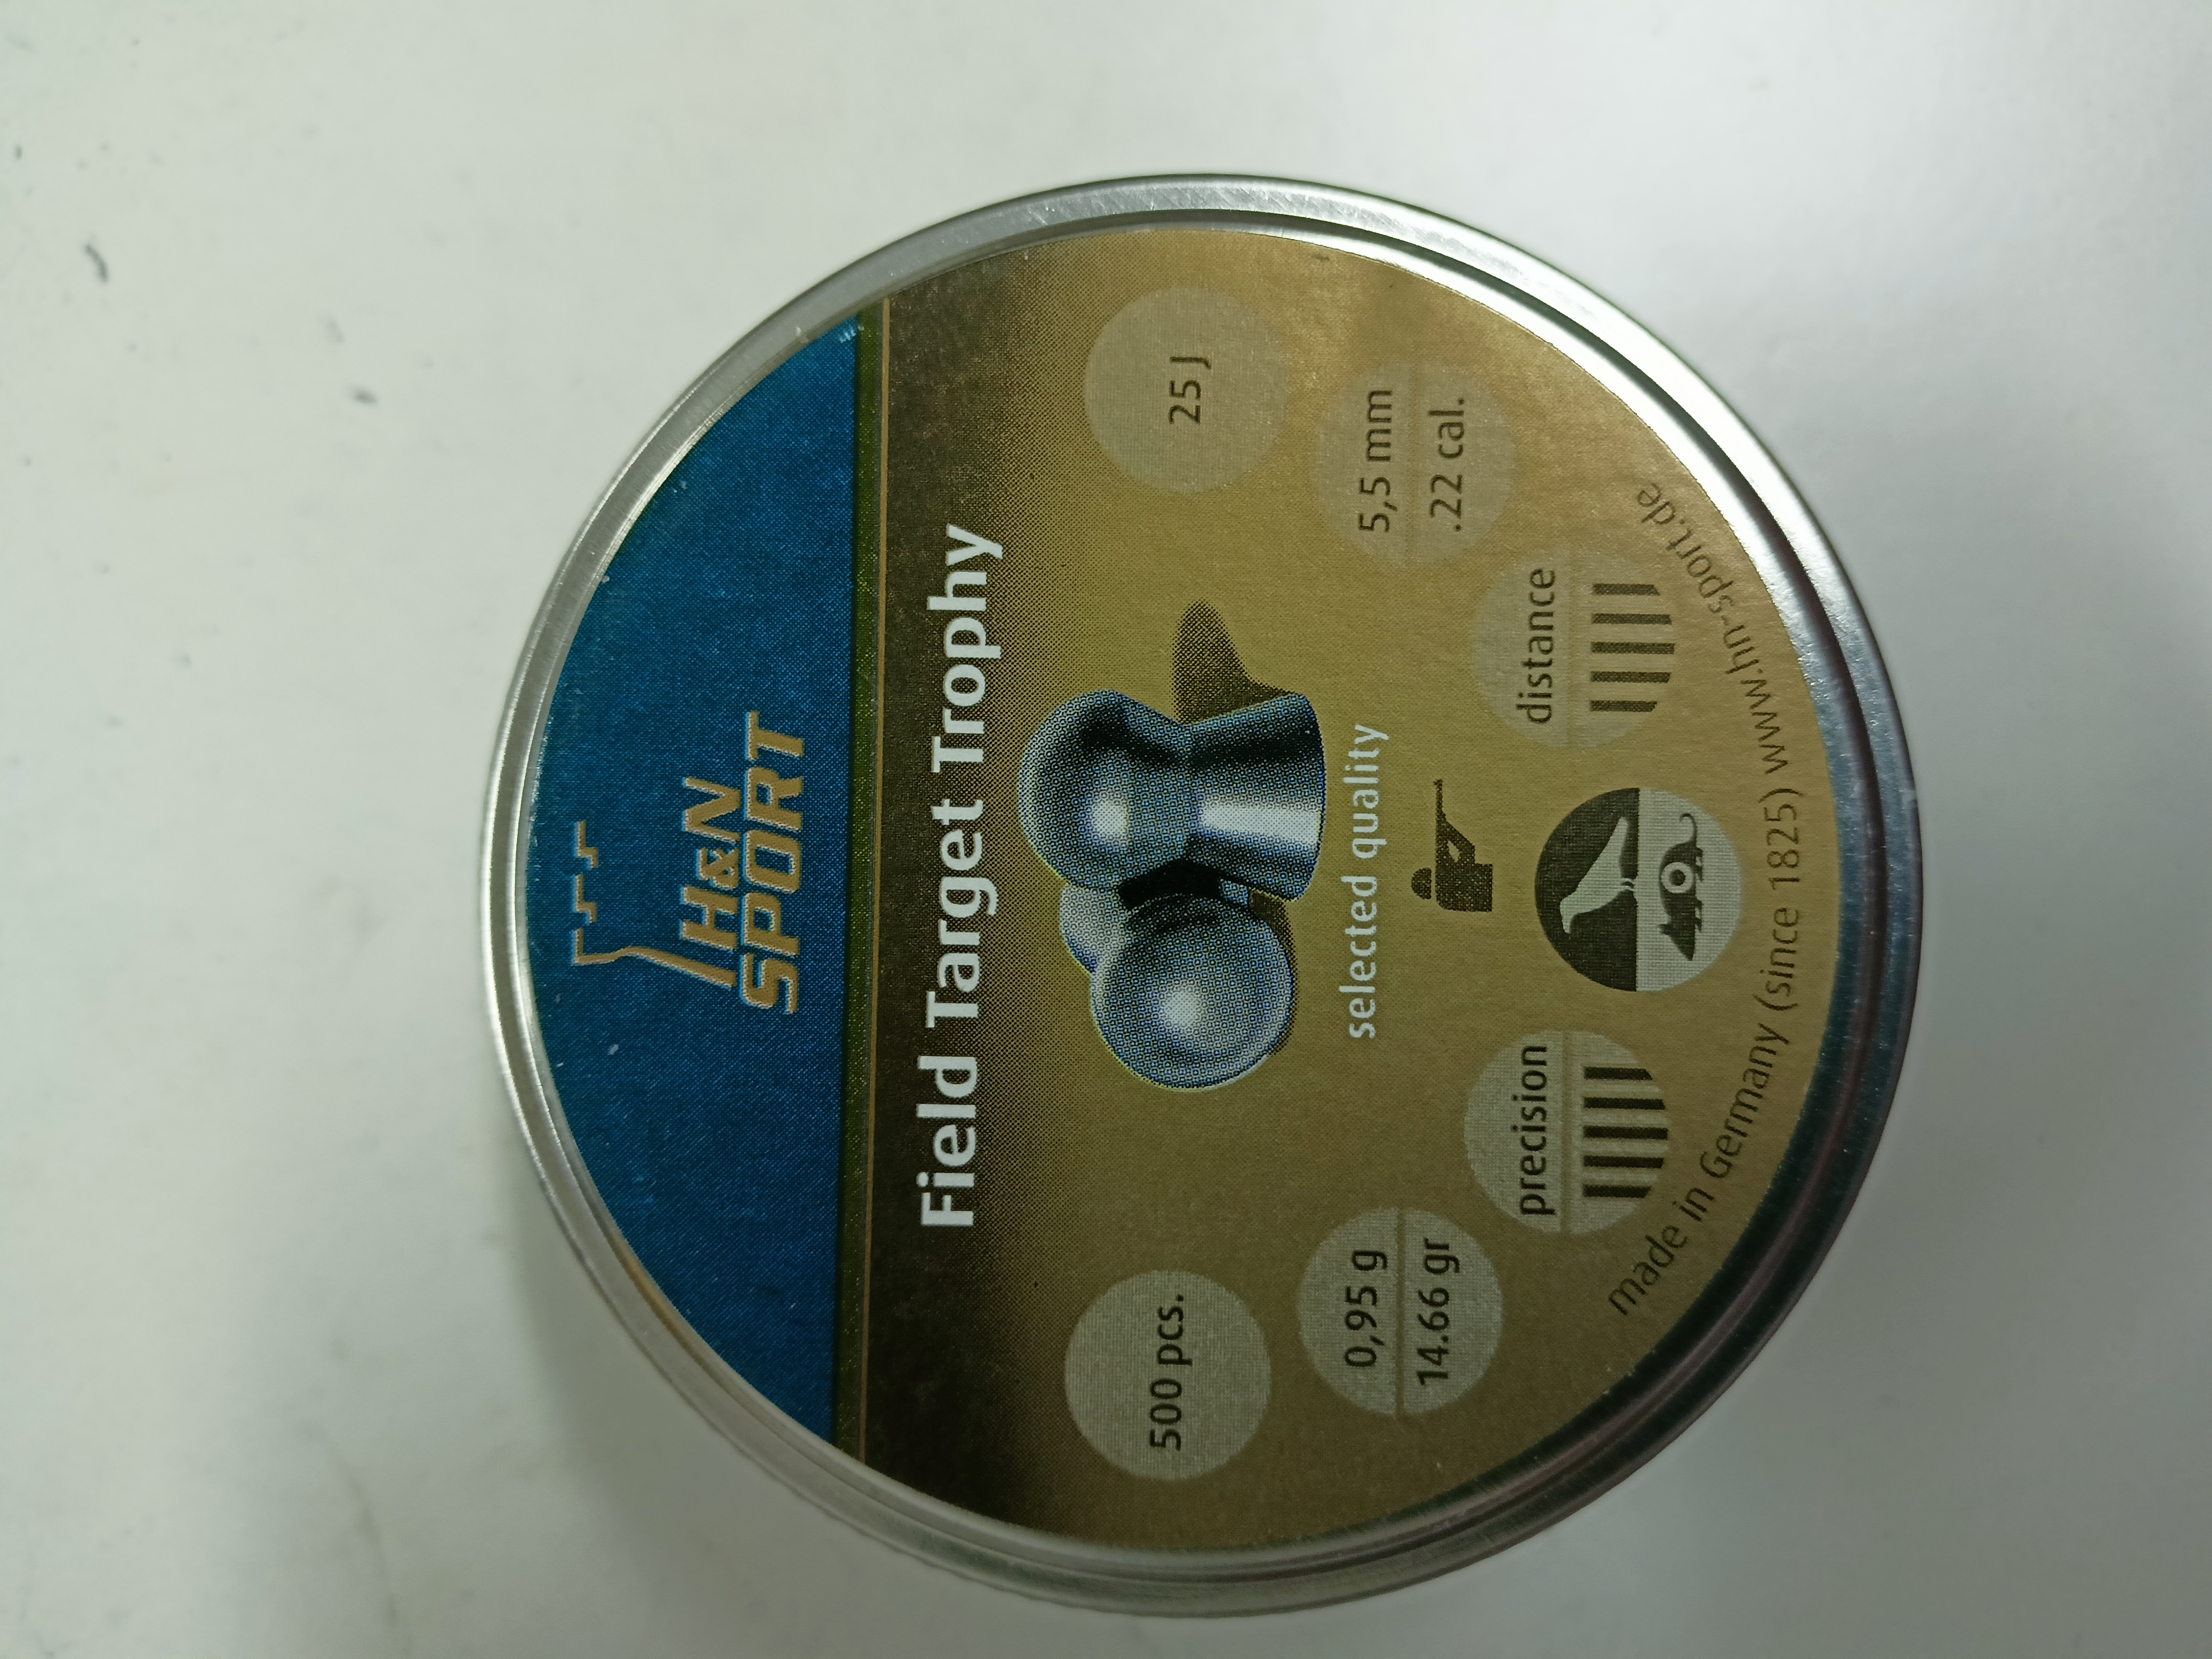 H&N
SPORT
Field Target Trophy
500 pcs.
25 J
selected quality
0,95 g
14.66 gr
5,5 mm
.22 cal.
precision
distance
made in Germany (since 1825) www.hn-sport.de